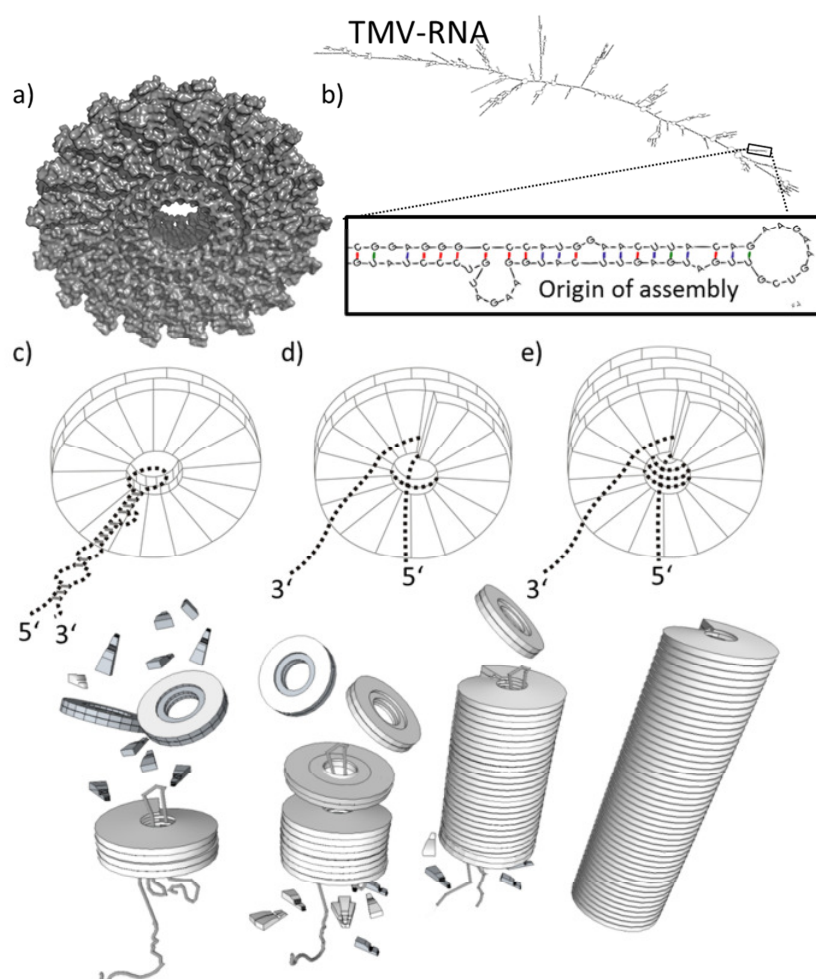 TMV-RNA
a)
b)
C-G-G-A-G-G-G C C-C-A-U-G-G A-A-C-U-U-A C-A-G
Origin of assembly
c)
d)
e)
5‘ 3‘
3‘ 5‘
3‘ 5‘